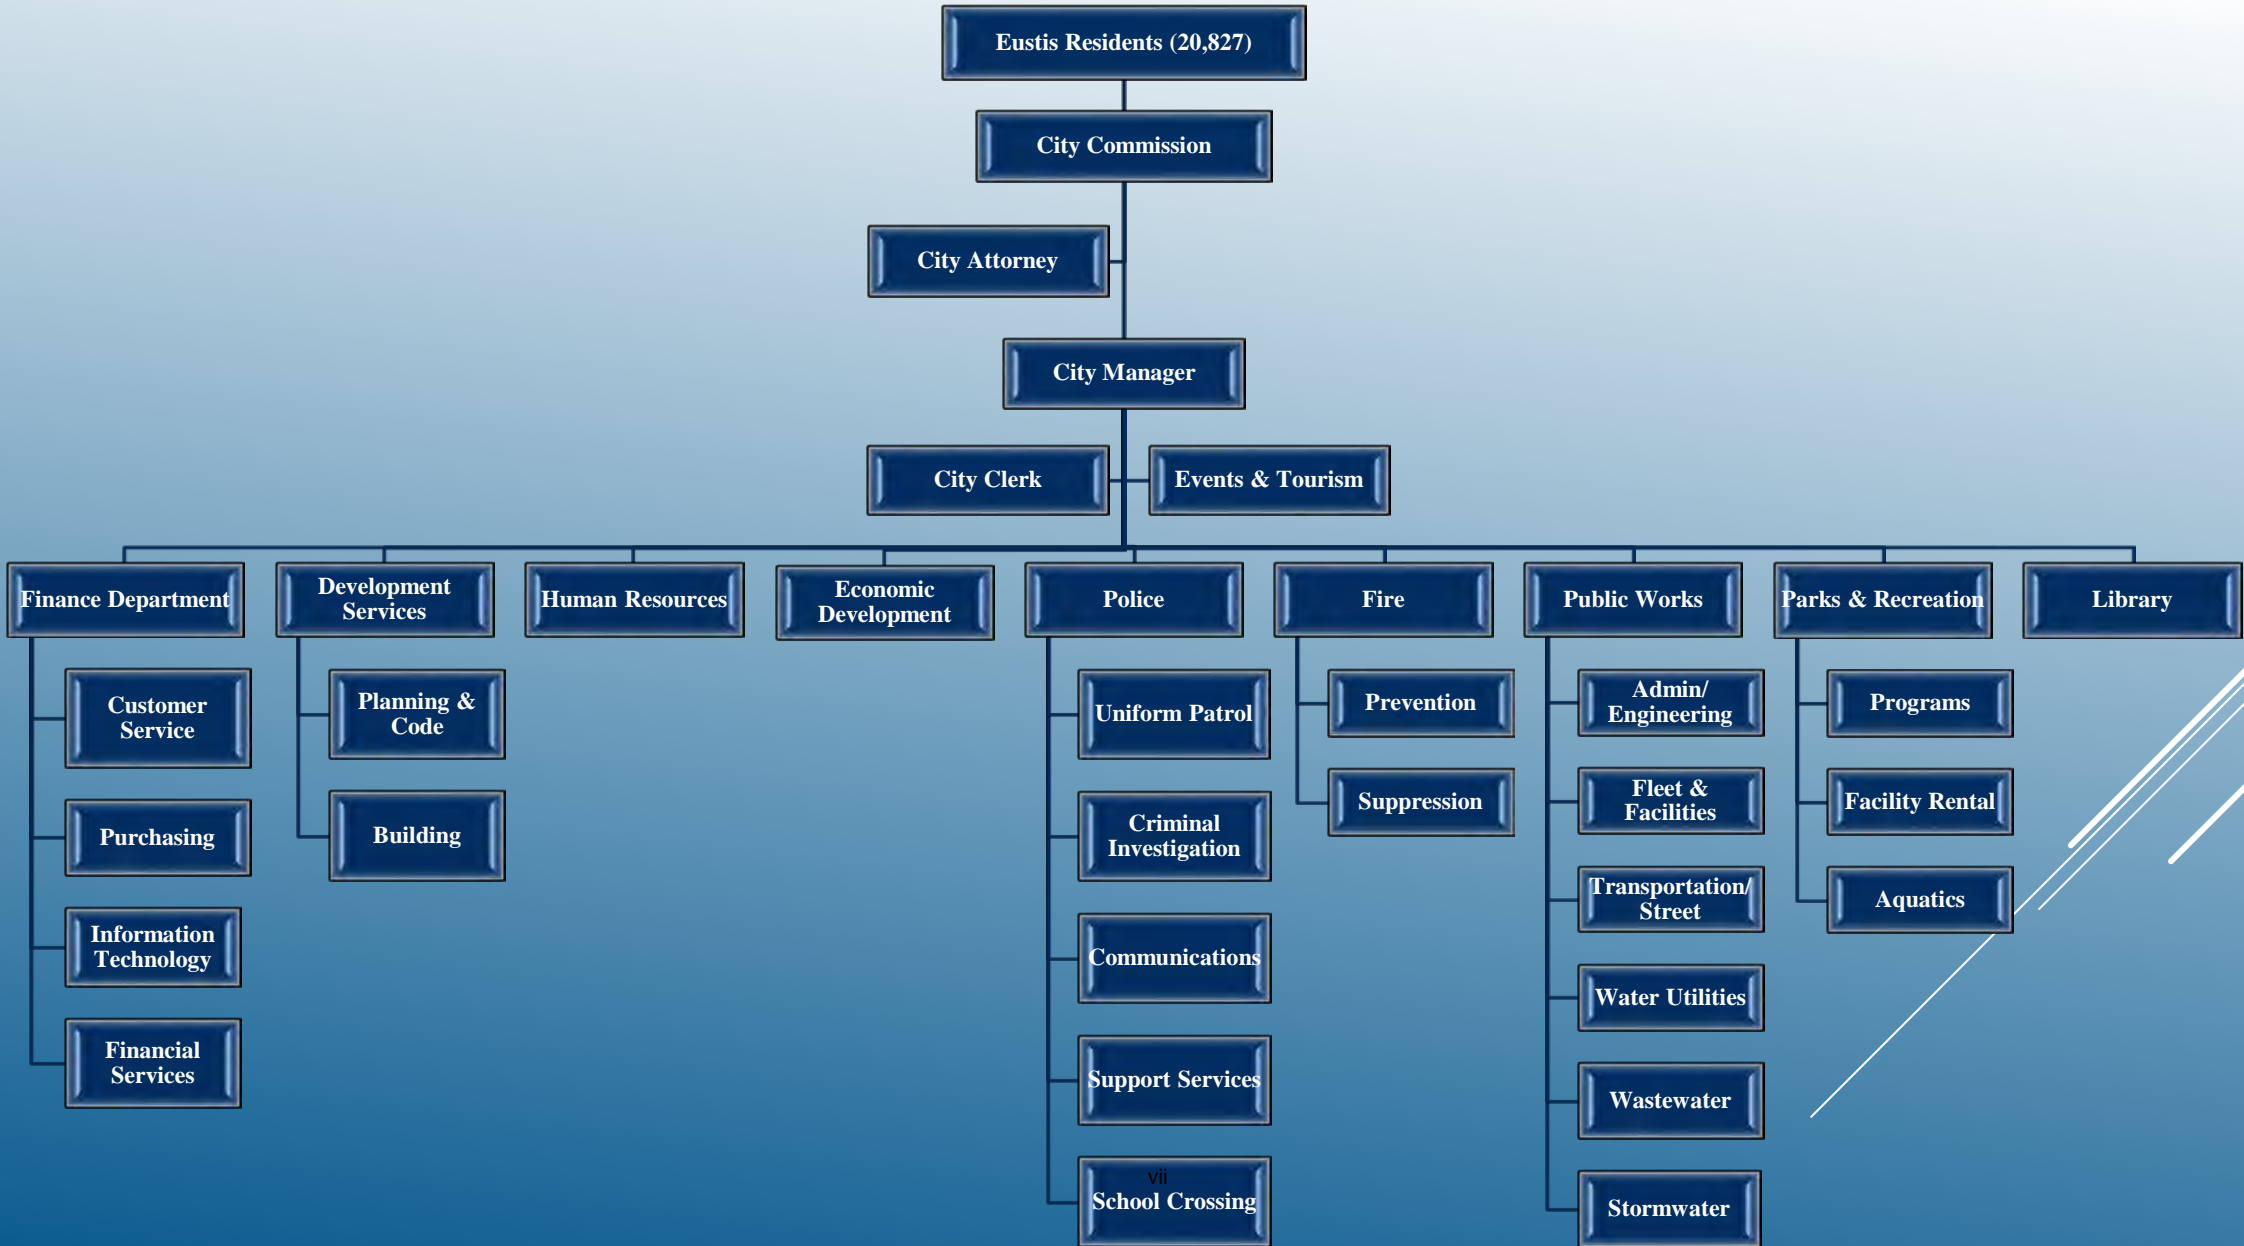 Eustis Residents (20,827)
City Commission
City Attorney
City Manager
City Clerk
Events & Tourism
Finance Department
Customer
Service
Purchasing
Information
Technology
Financial
Services
Development
Services
Planning &
Code
Building
Human Resources
Economic
Development
Police
Uniform Patrol
Criminal
Investigation
Communications
Support Services
vii
School Crossing
Fire
Prevention
Suppression
Public Works
Admin/
Engineering
Fleet &
Facilities
Transportation/
Street
Water Utilities
Wastewater
Stormwater
Parks & Recreation
Programs
Facility Rental
Aquatics
Library